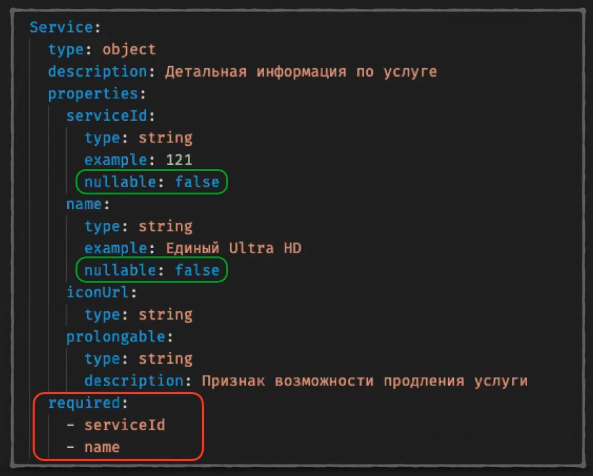 Service:
type: object
description: Детальная информация по услуге
properties:
serviceId:
type: string
example: 121
nullable: false
name:
type: string
example: Единый Ultra HD
nullable: false
iconUrl:
type: string
prolongable:
type: string
description: Признак возможности продления услуги
required:
- serviceId
- name